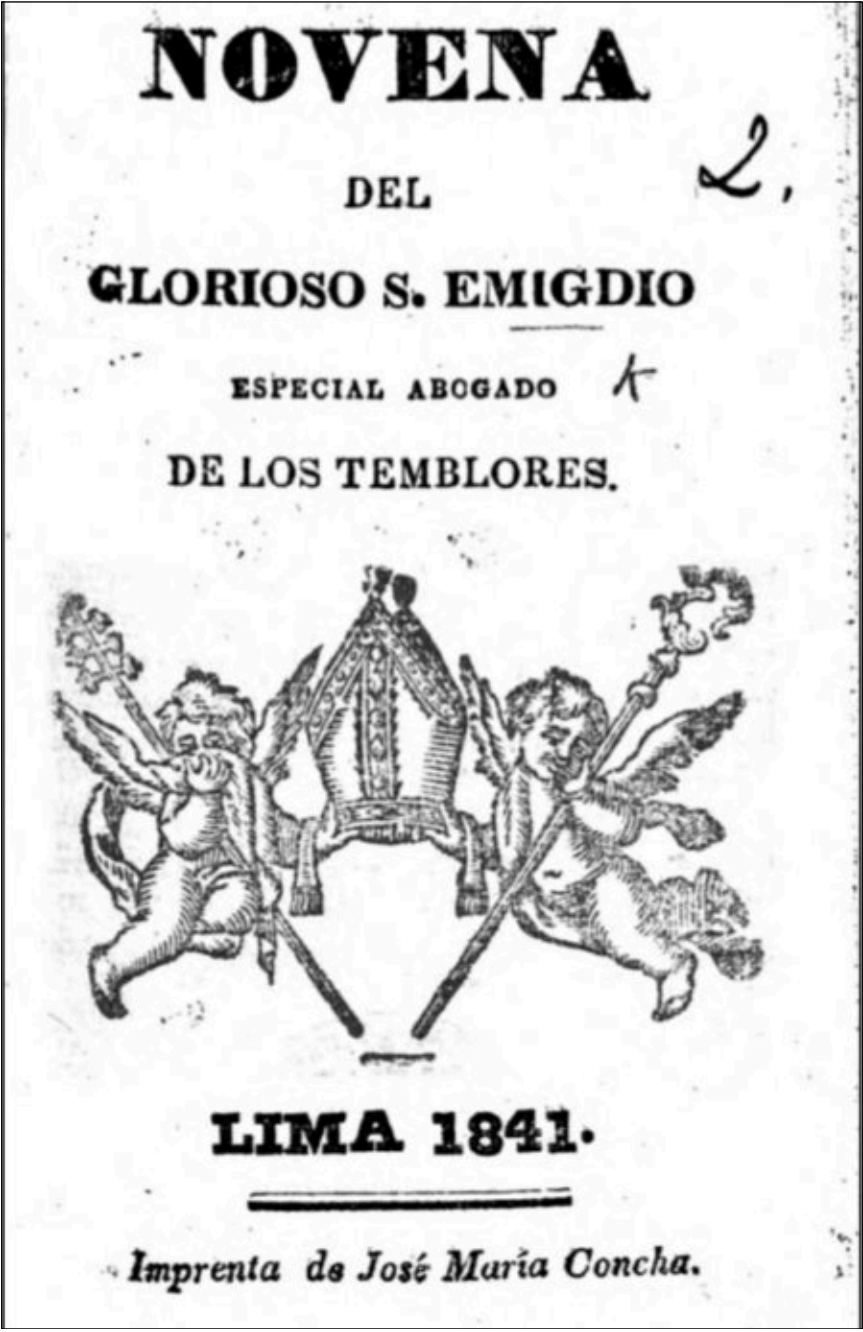 NOVENA
2.
DEL
GLORIOSO S. EMIGDIO
ESPECIAL ABOGADO
DE LOS TEMBLORES.
LIMA 1841.
Imprenta de José María Concha.